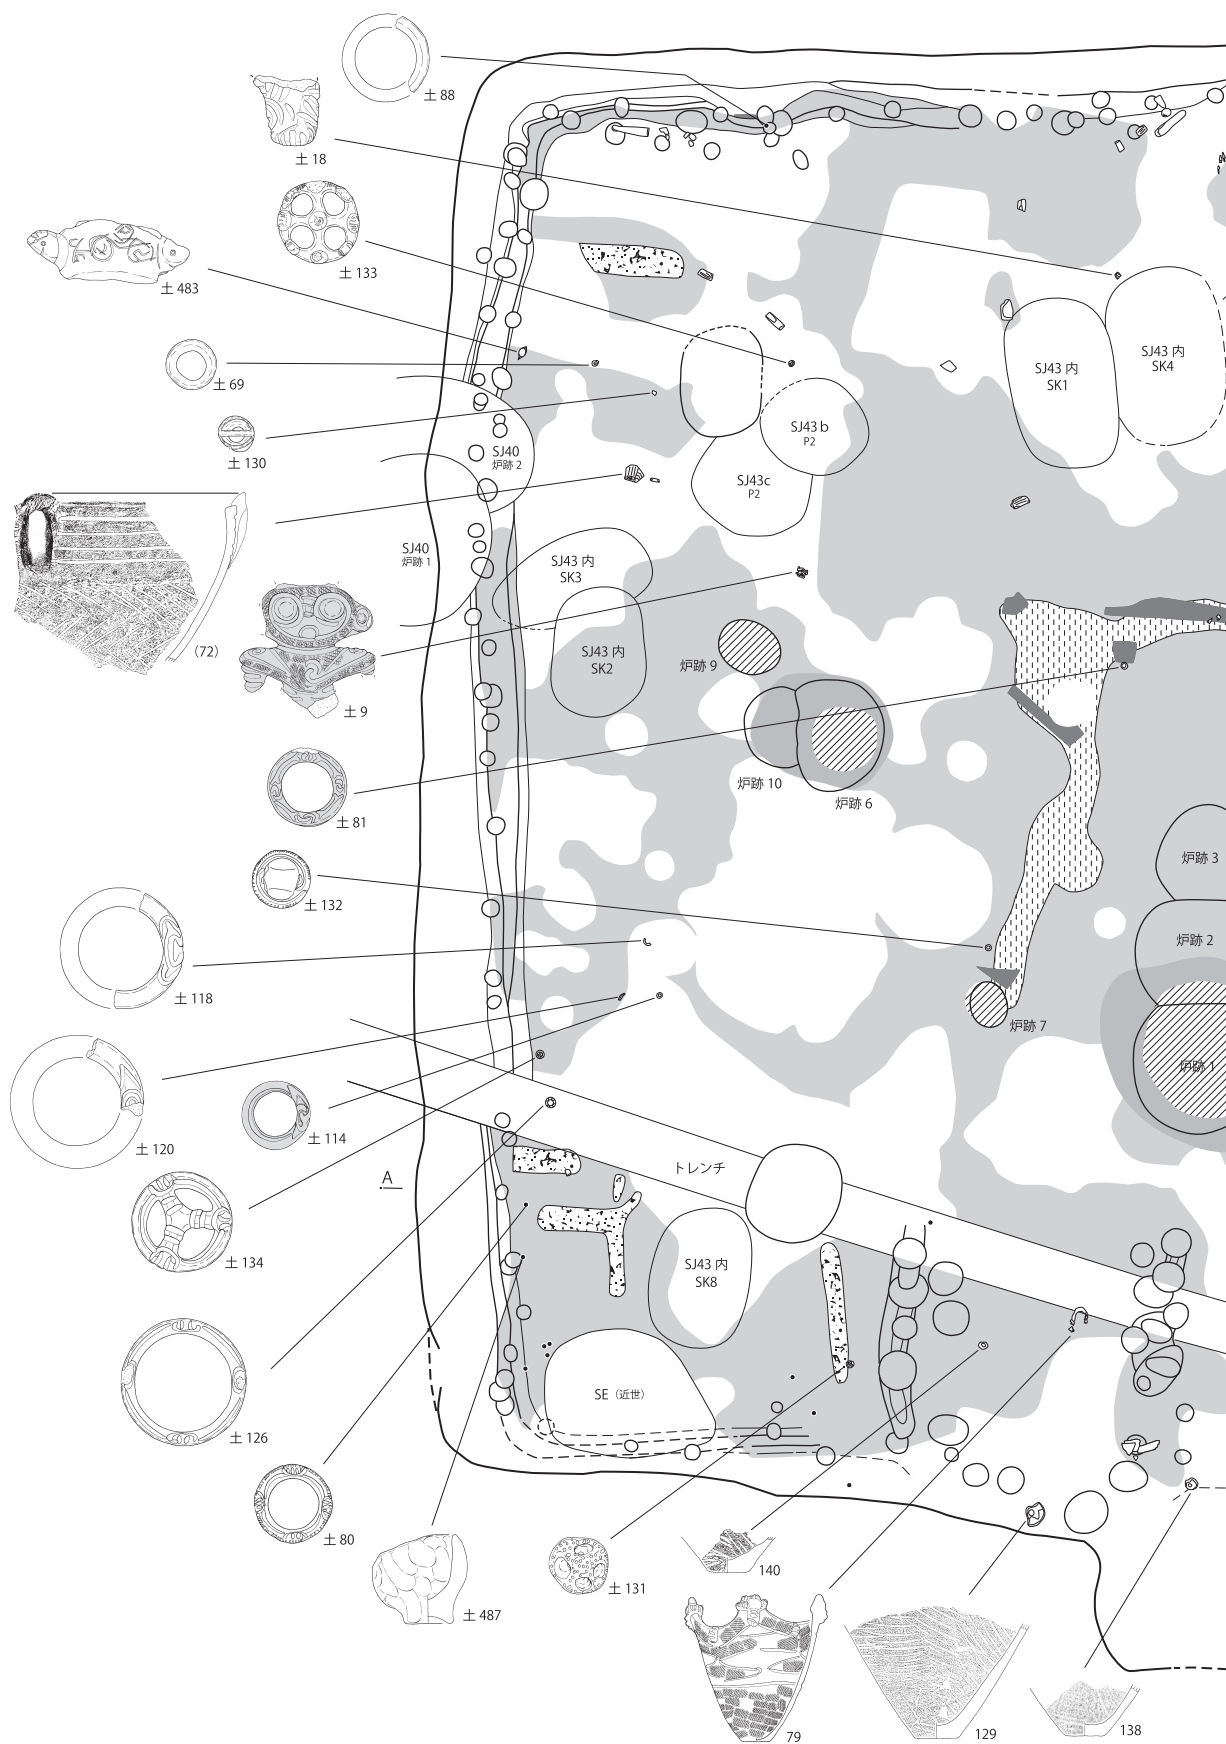 土 88
土 18
土 133
土 483
土 69
土 130
(72)
土 9
土 81
土 132
土 118
土 120
土 114
土 134
土 126
土 80
土 487
土 131
140
79
129
138
A
SJ40
炉跡 2
SJ40
炉跡 1
SJ43 b
P2
SJ43c
P2
SJ43 内
SK1
SJ43 内
SK4
SJ43 内
SK3
SJ43 内
SK2
炉跡 9
炉跡 10
炉跡 6
炉跡 3
炉跡 2
炉跡 1
炉跡 7
トレンチ
SJ43 内
SK8
SE（近世）